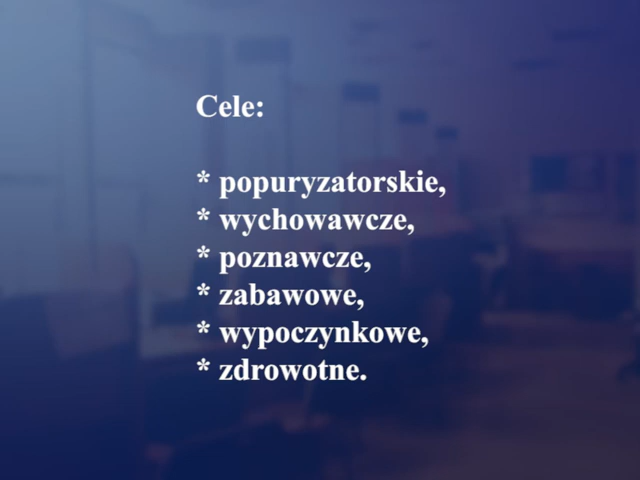 Cele:
* popuryzatorskie,
* wychowawcze,
* poznawcze,
* zabawowe,
* wypoczynkowe,
* zdrowotne.